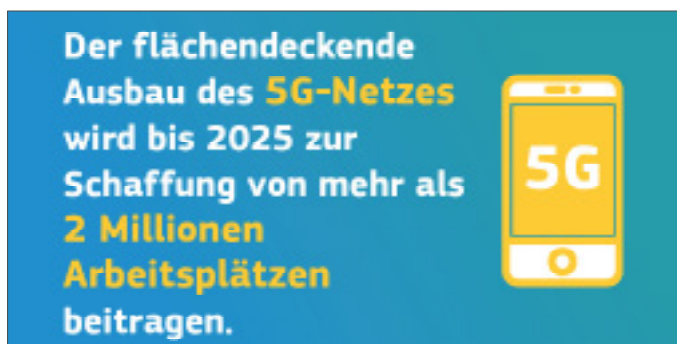 Der flächendeckende
Ausbau des 5G-Netzes
wird bis 2025 zur
Schaffung von mehr als
2 Millionen
Arbeitsplätzen
beitragen.
5G